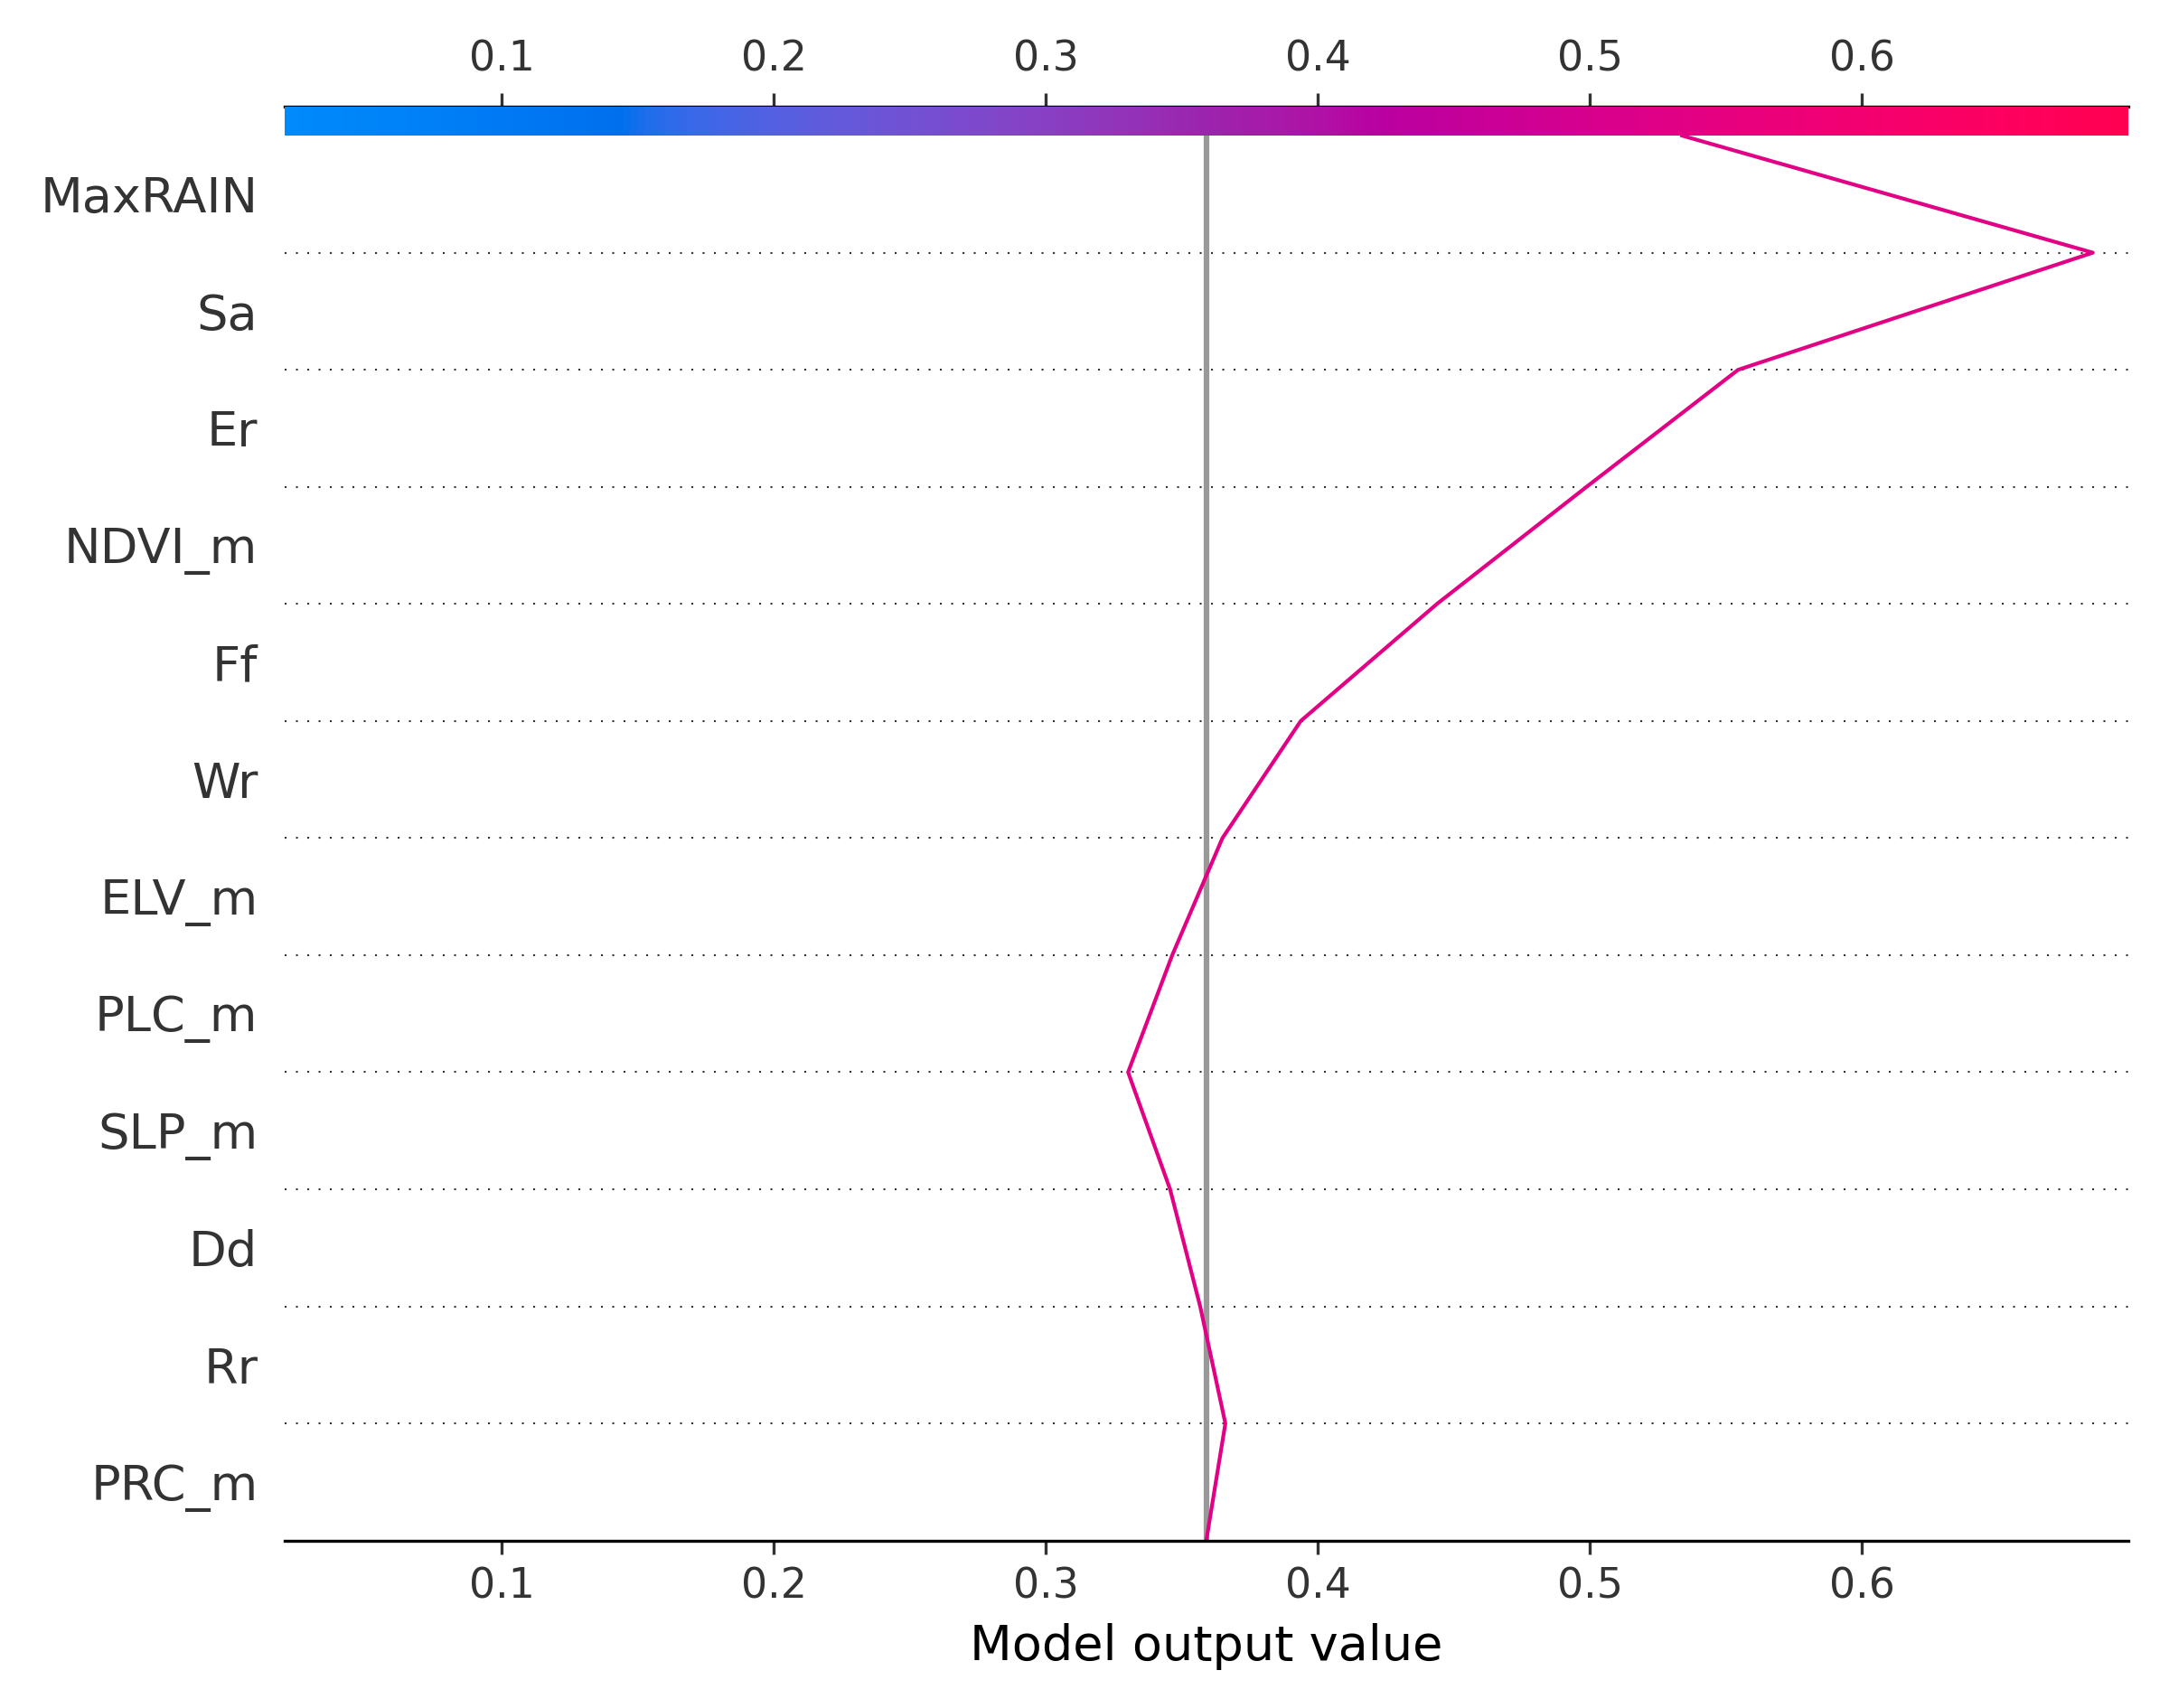 0.1 0.2 0.3 0.4 0.5 0.6
MaxRAIN
Sa
Er
NDVI_m
Ff
Wr
ELV_m
PLC_m
SLP_m
Dd
Rr
PRC_m
0.1 0.2 0.3 0.4 0.5 0.6
Model output value